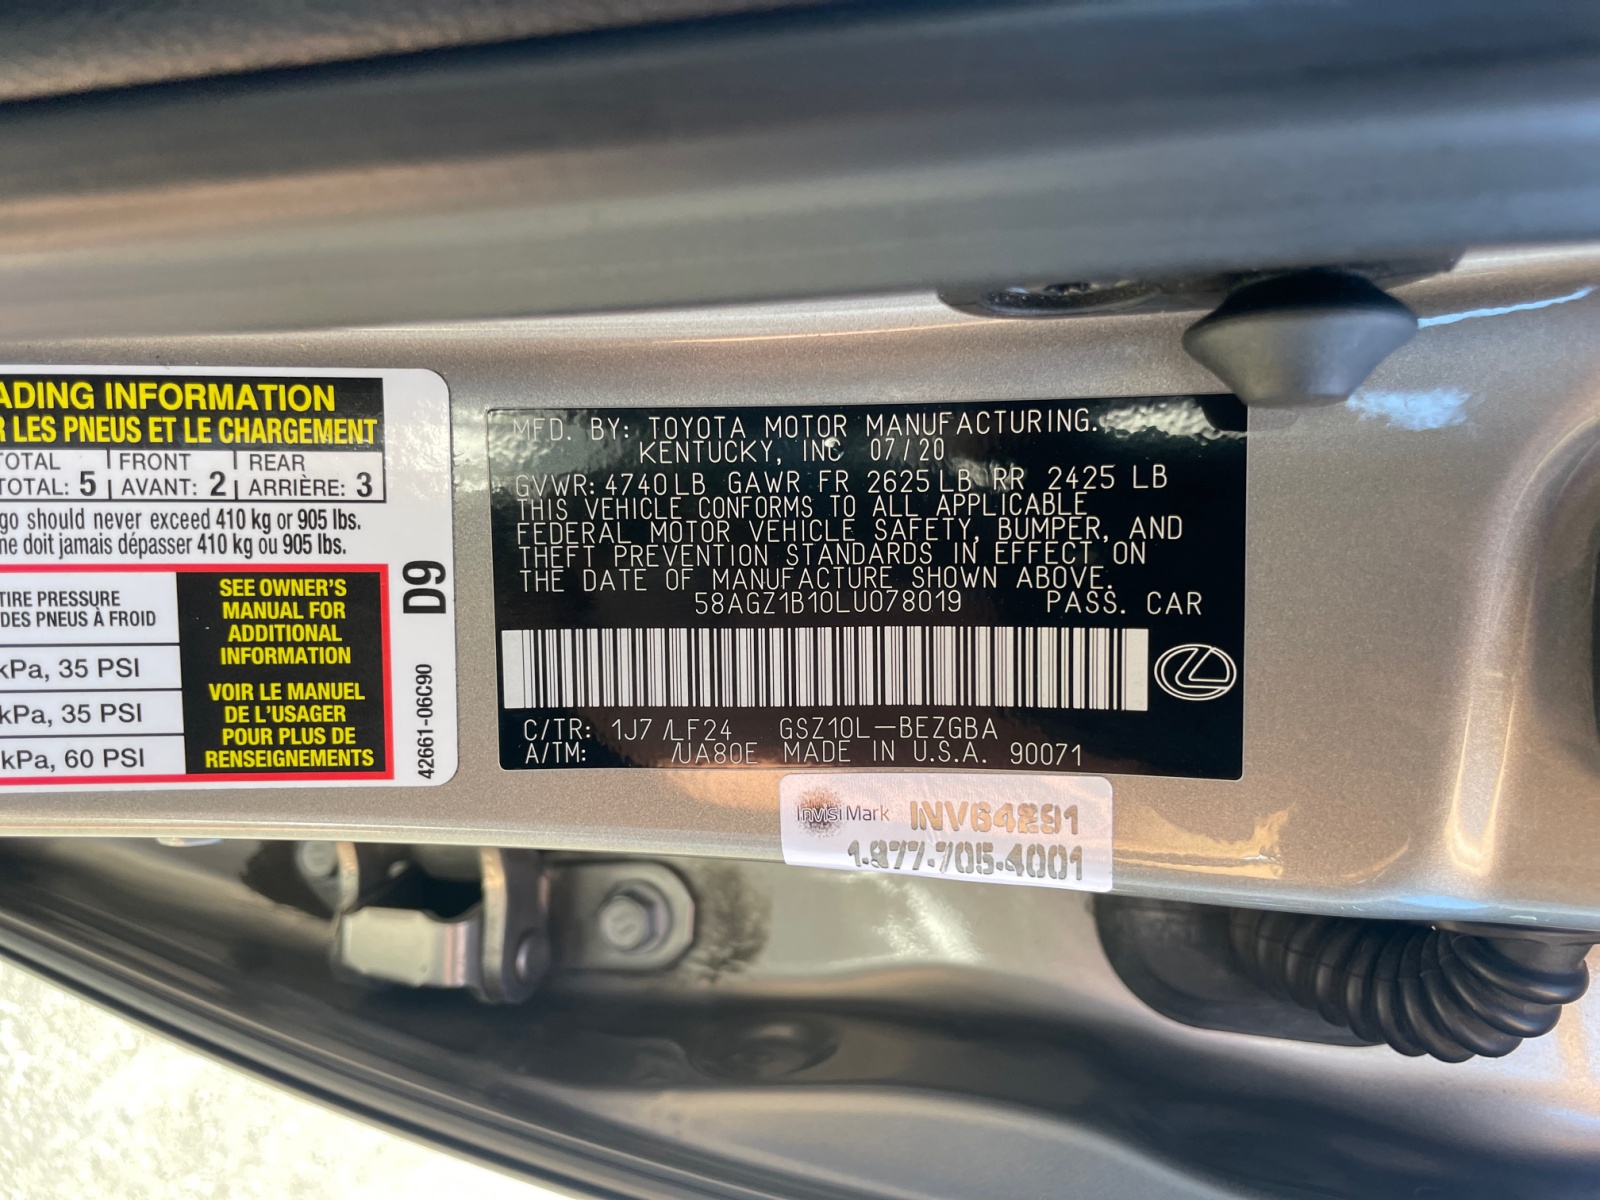 ADING INFORMATION
R LES PNEUS ET LE CHARGEMENT
TOTAL FRONT REAR
TOTAL: 5 AVANT: 2 ARRIÈRE: 3
go should never exceed 410 kg or 905 lbs.
ne doit jamais dépasser 410 kg ou 905 lbs.
TIRE PRESSURE
DES PNEUS À FROID
kPa, 35 PSI
kPa, 35 PSI
kPa, 60 PSI
SEE OWNER'S
MANUAL FOR
ADDITIONAL
INFORMATION
VOIR LE MANUEL
DE L'USAGER
POUR PLUS DE
RENSEIGNEMENTS
D9
42661-06C90
MFD. BY: TOYOTA MOTOR MANUFACTURING.
KENTUCKY, INC 07/20
GVWR: 4740LB GAWR FR 2625LB RR 2425 LB
THIS VEHICLE CONFORMS TO ALL APPLICABLE
FEDERAL MOTOR VEHICLE SAFETY, BUMPER, AND
THEFT PREVENTION STANDARDS IN EFFECT ON
THE DATE OF MANUFACTURE SHOWN ABOVE.
58AGZ1B10LU078019 PASS. CAR
C/TR: 1J7 /LF24 GSZ10L-BEZGBA
A/TM: /UA80E MADE IN U.S.A. 90071
InvisiMark INV64291
1-877-705-4001